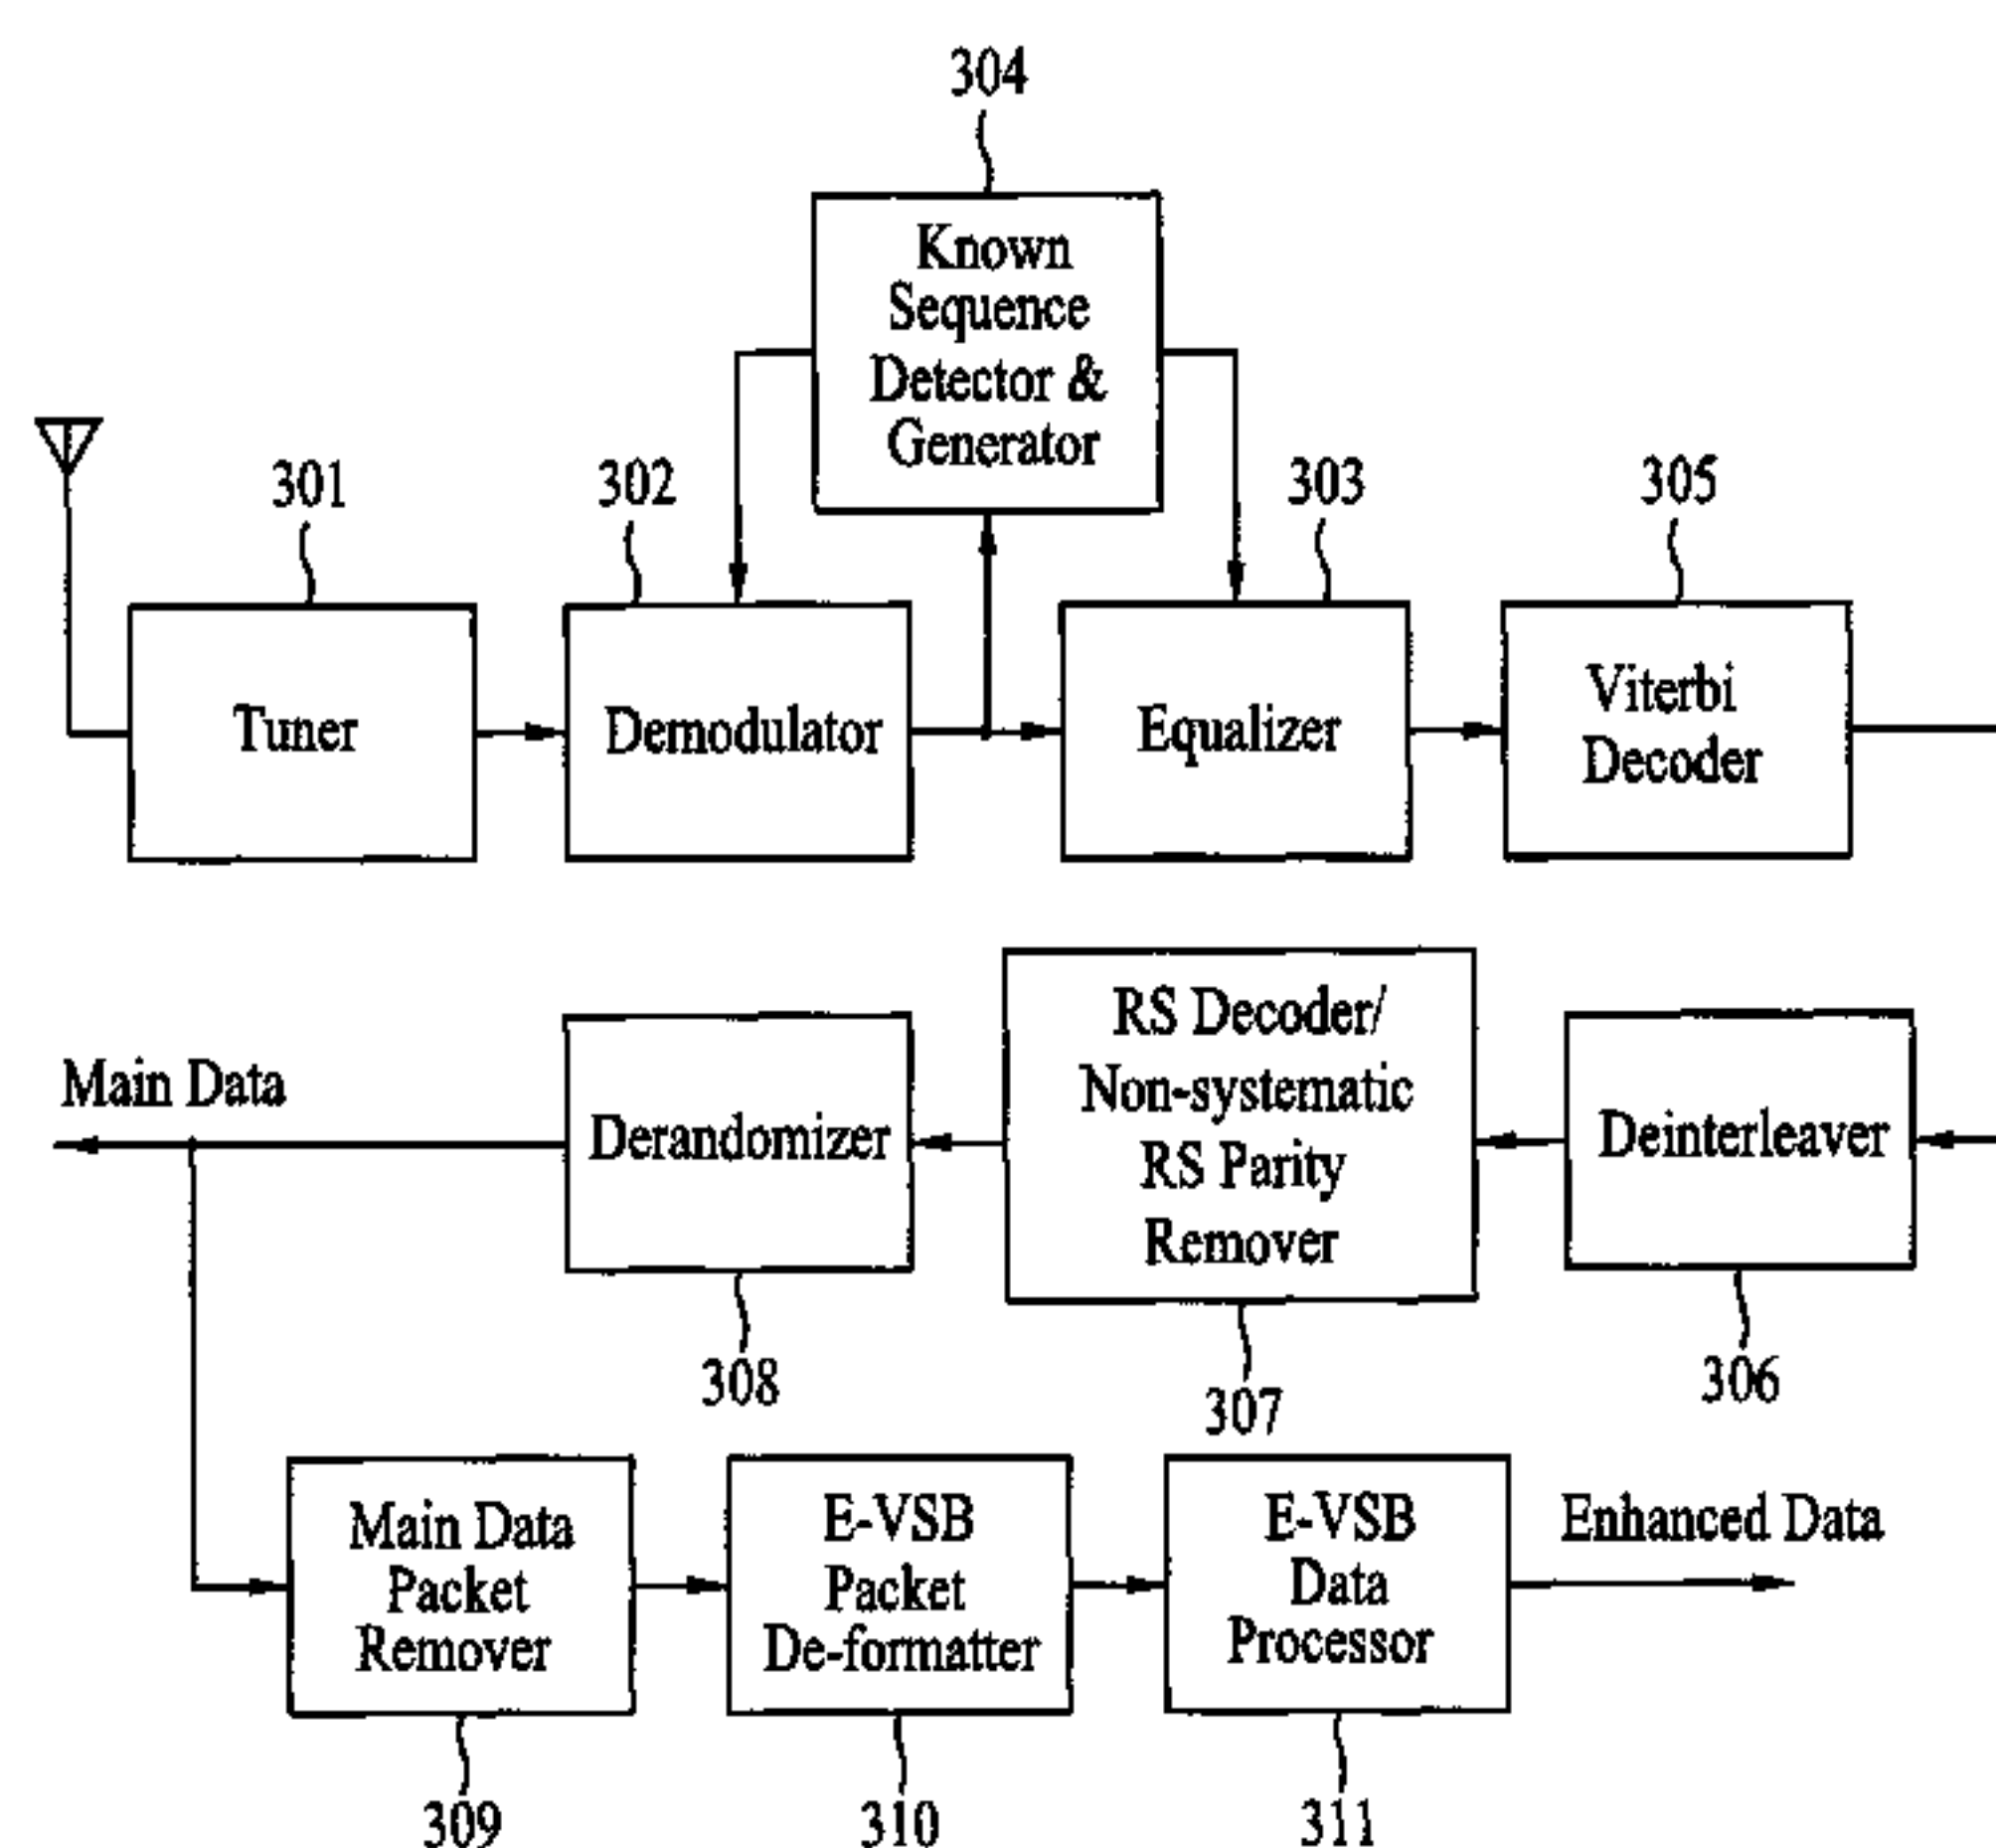 304
Known
Sequence
Detector &
Generator
301
302
303
305
Tuner
Demodulator
Equalizer
Viterbi
Decoder
Main Data
Derandomizer
RS Decoder/
Non-systematic
RS Parity
Remover
Deinterleaver
308
307
306
Main Data
Packet
Remover
E-VSB
Packet
De-formatter
E-VSB
Data
Processor
Enhanced Data
309
310
311